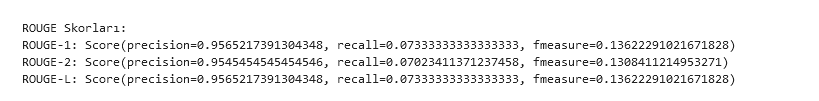 ROUGE Skorları:
ROUGE-1: Score(precision=0.9565217391304348, recall=0.07333333333333333, fmeasure=0.13622291021671828)
ROUGE-2: Score(precision=0.9545454545454546, recall=0.07023411371237458, fmeasure=0.1308411214953271)
ROUGE-L: Score(precision=0.9565217391304348, recall=0.07333333333333333, fmeasure=0.13622291021671828)